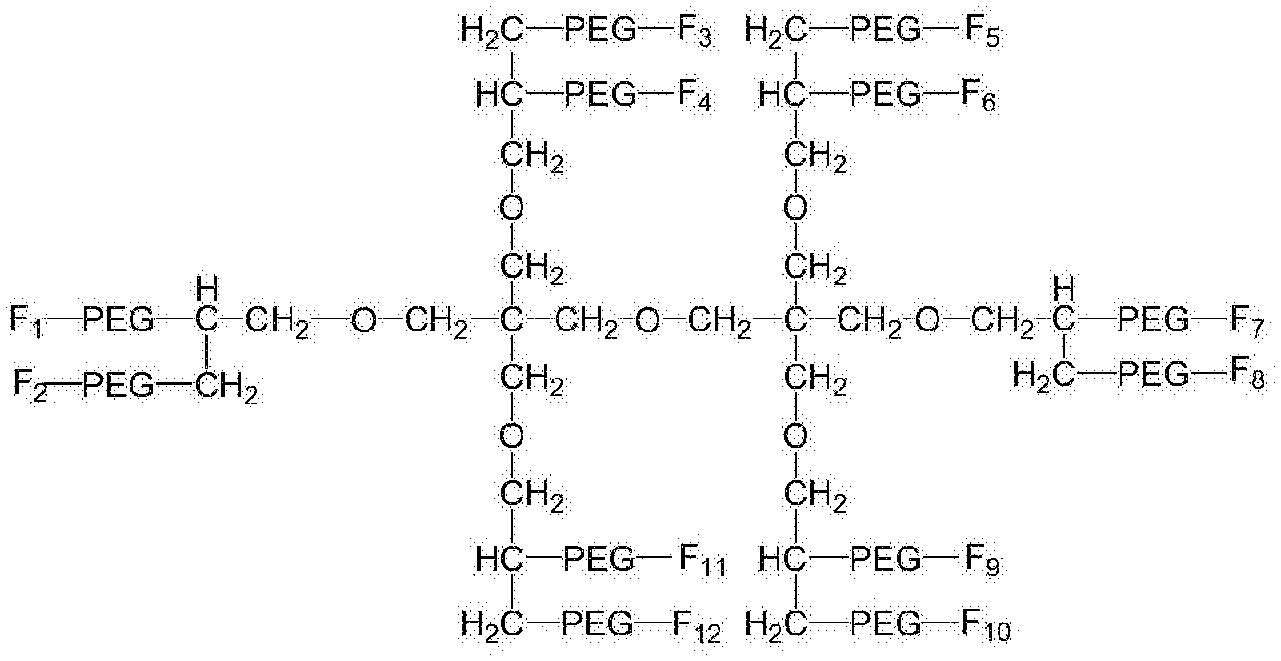 H₂C—PEG—F₃ H₂C—PEG—F₅
HC—PEG—F₄ HC—PEG—F₆
CH₂ CH₂
O O
CH₂ CH₂
H H
F₁—PEG—C—CH₂—O—CH₂—C—CH₂—O—CH₂—C—CH₂—O—CH₂—C—PEG—F₇
F₂—PEG—CH₂ CH₂ CH₂ H₂C—PEG—F₈
O O
CH₂ CH₂
HC—PEG—F₁₁ HC—PEG—F₉
H₂C—PEG—F₁₂ H₂C—PEG—F₁₀